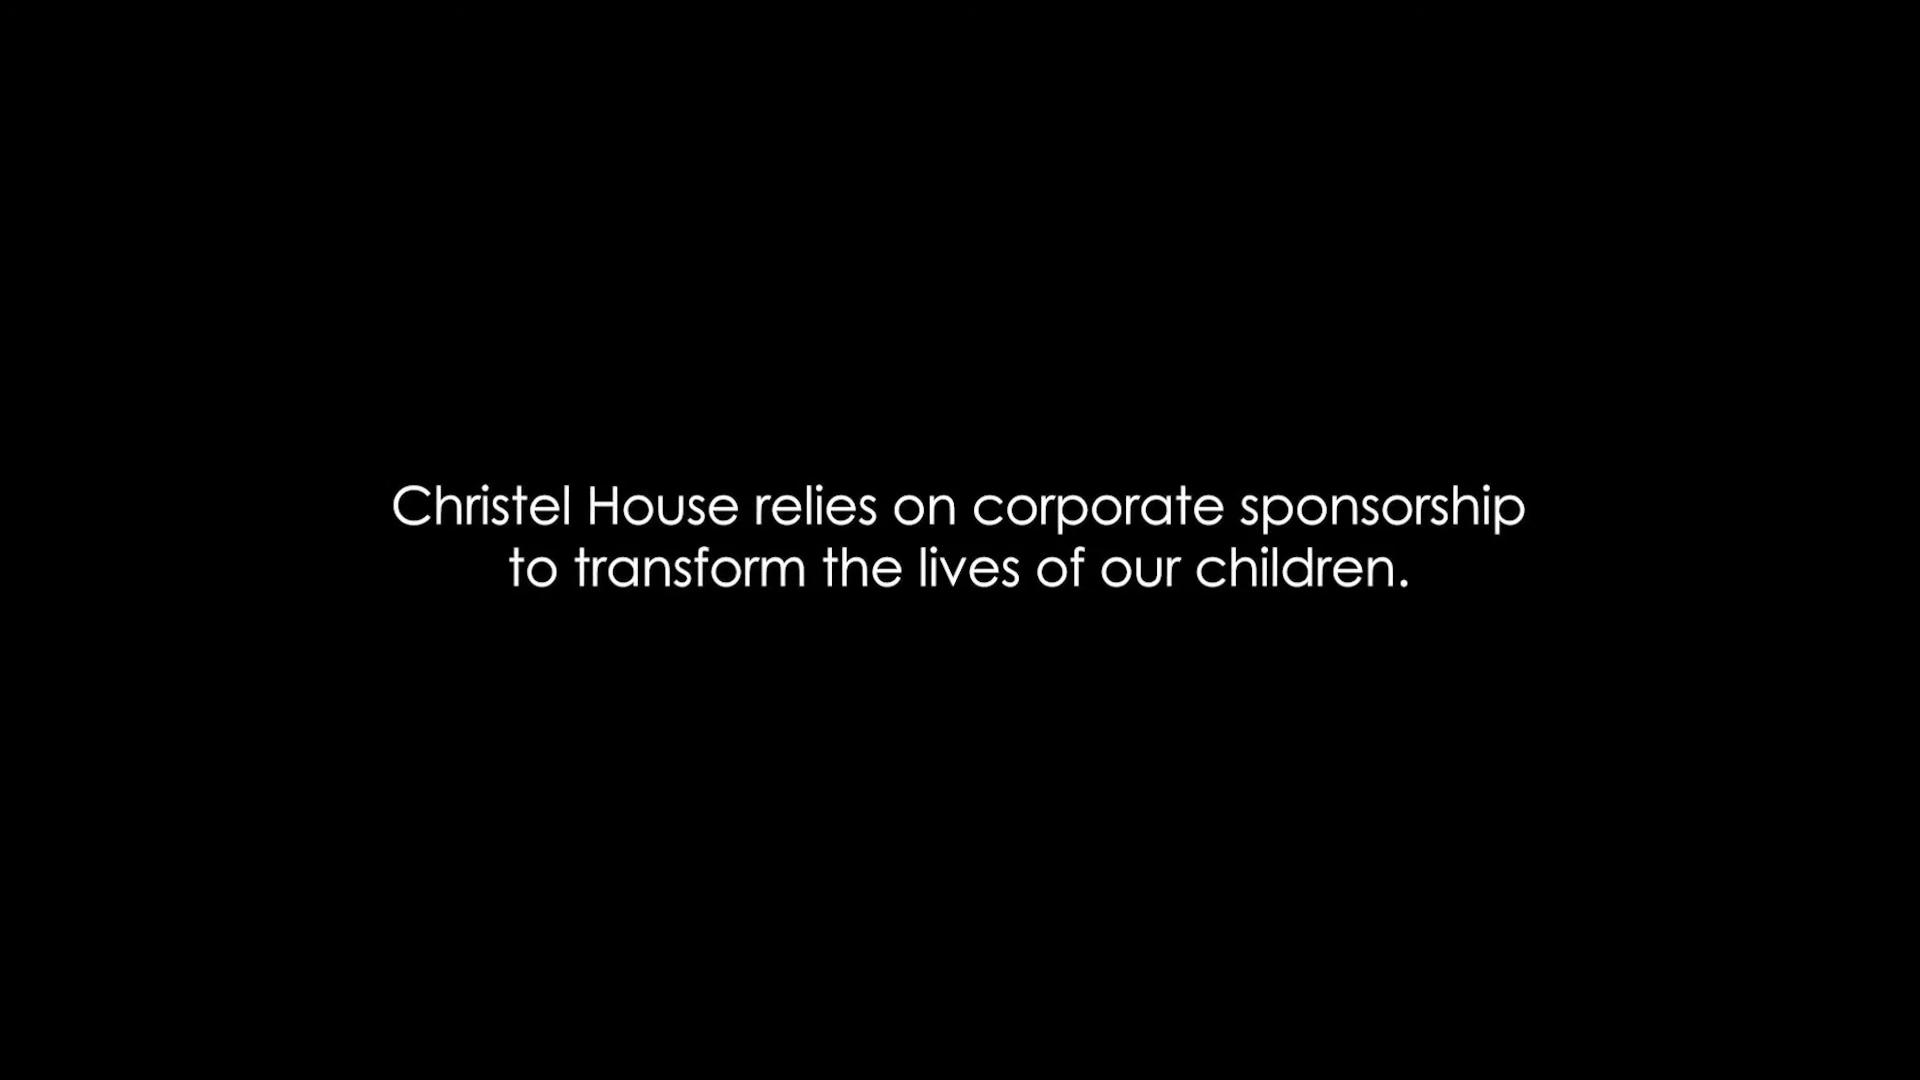 Christel House relies on corporate sponsorship
to transform the lives of our children.